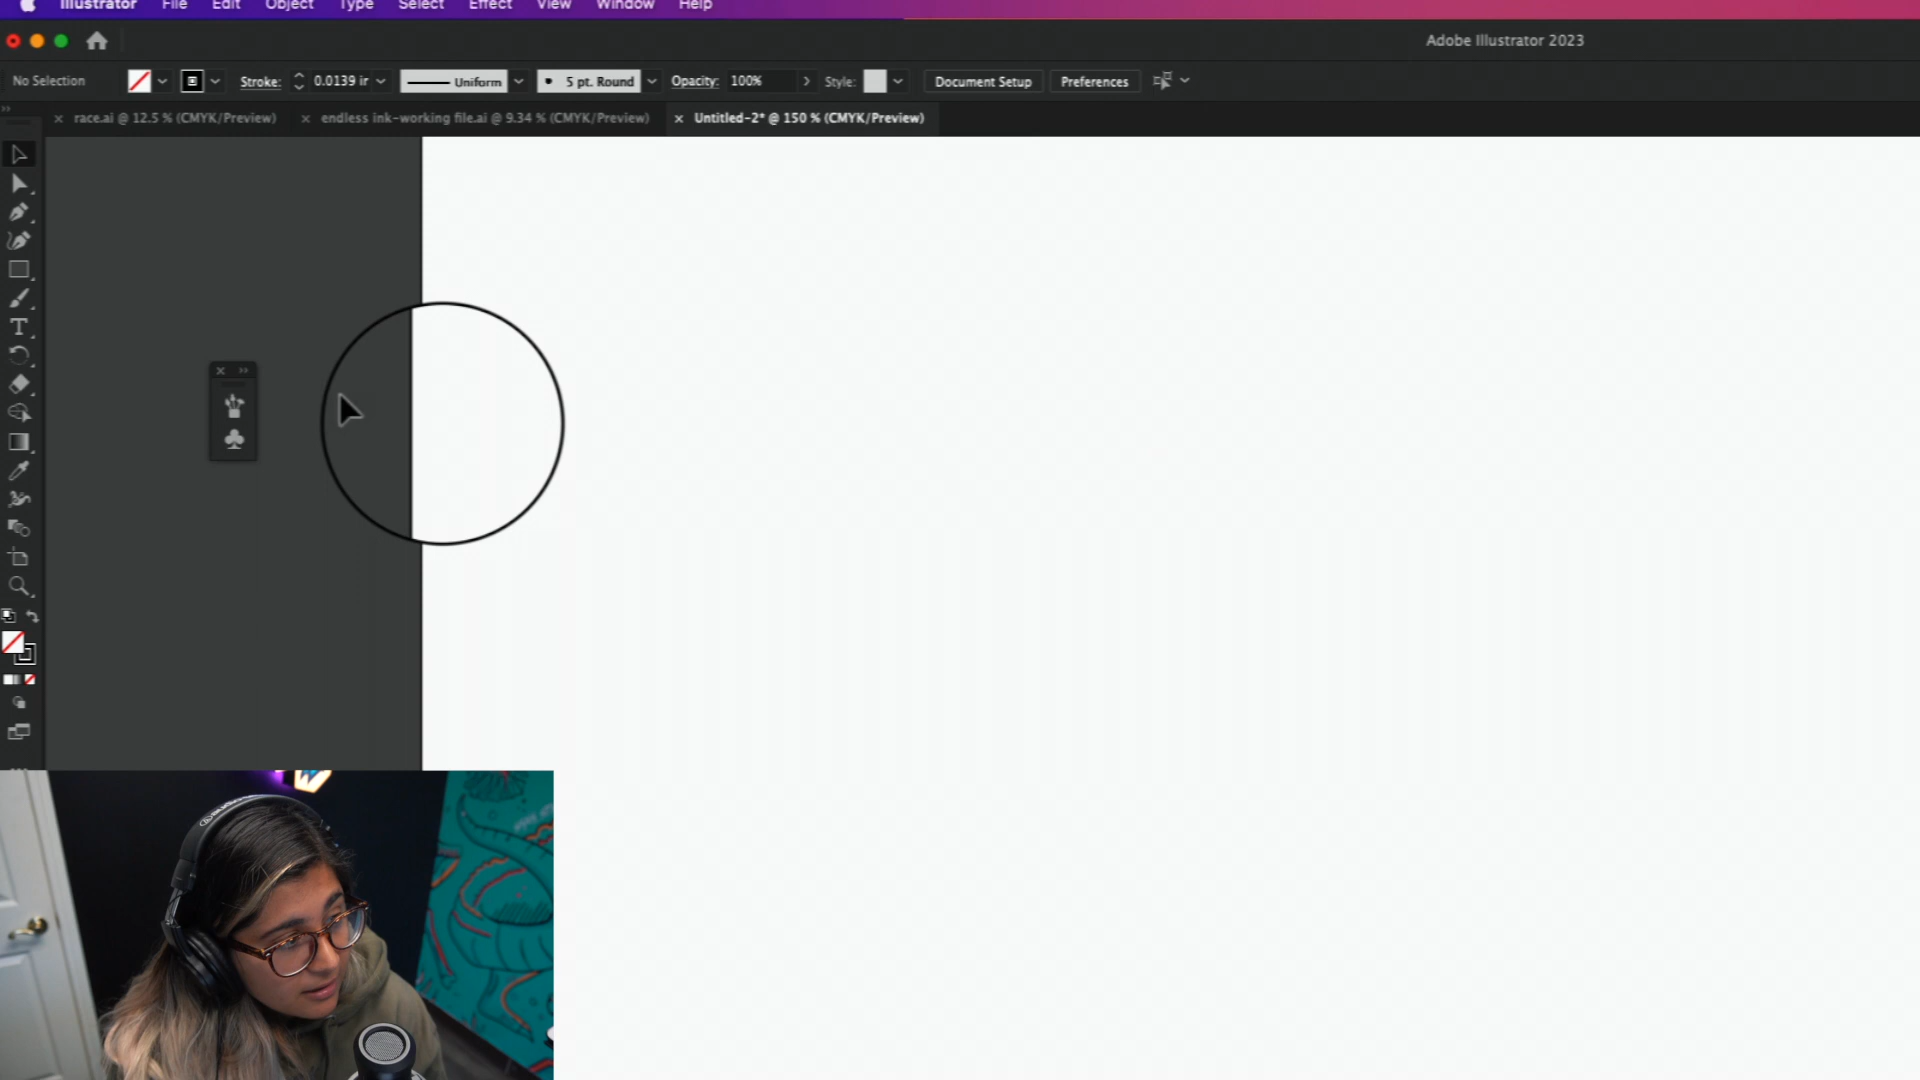 Illustrator File Edit Object Type Select Effect View Window Help
Adobe Illustrator 2023
No Selection Stroke: 0.0139 in Uniform 5 pt. Round Opacity: 100% Style: Document Setup Preferences
race.ai @ 12.5 % (CMYK/Preview) endless ink-working file.ai @ 9.34 % (CMYK/Preview) Untitled-2* @ 150 % (CMYK/Preview)
T